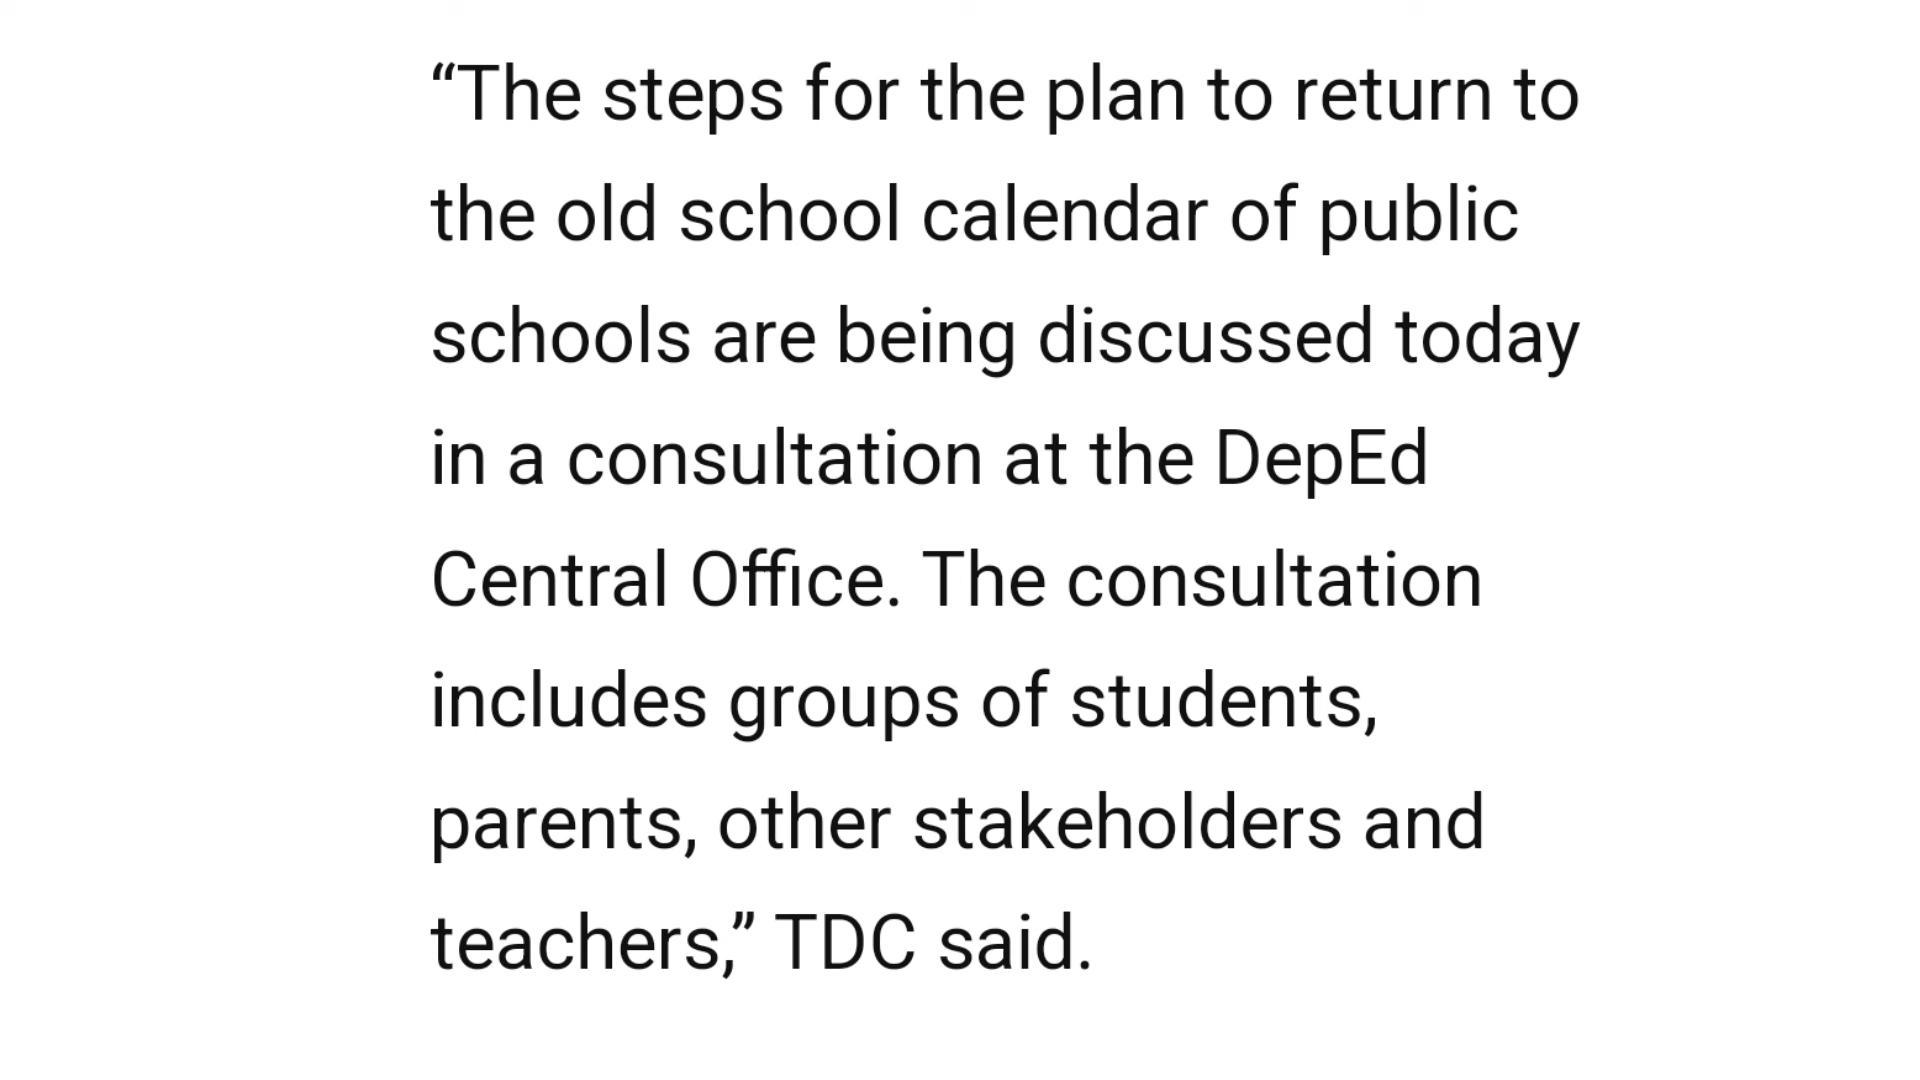 “The steps for the plan to return to
the old school calendar of public
schools are being discussed today
in a consultation at the DepEd
Central Office. The consultation
includes groups of students,
parents, other stakeholders and
teachers,” TDC said.